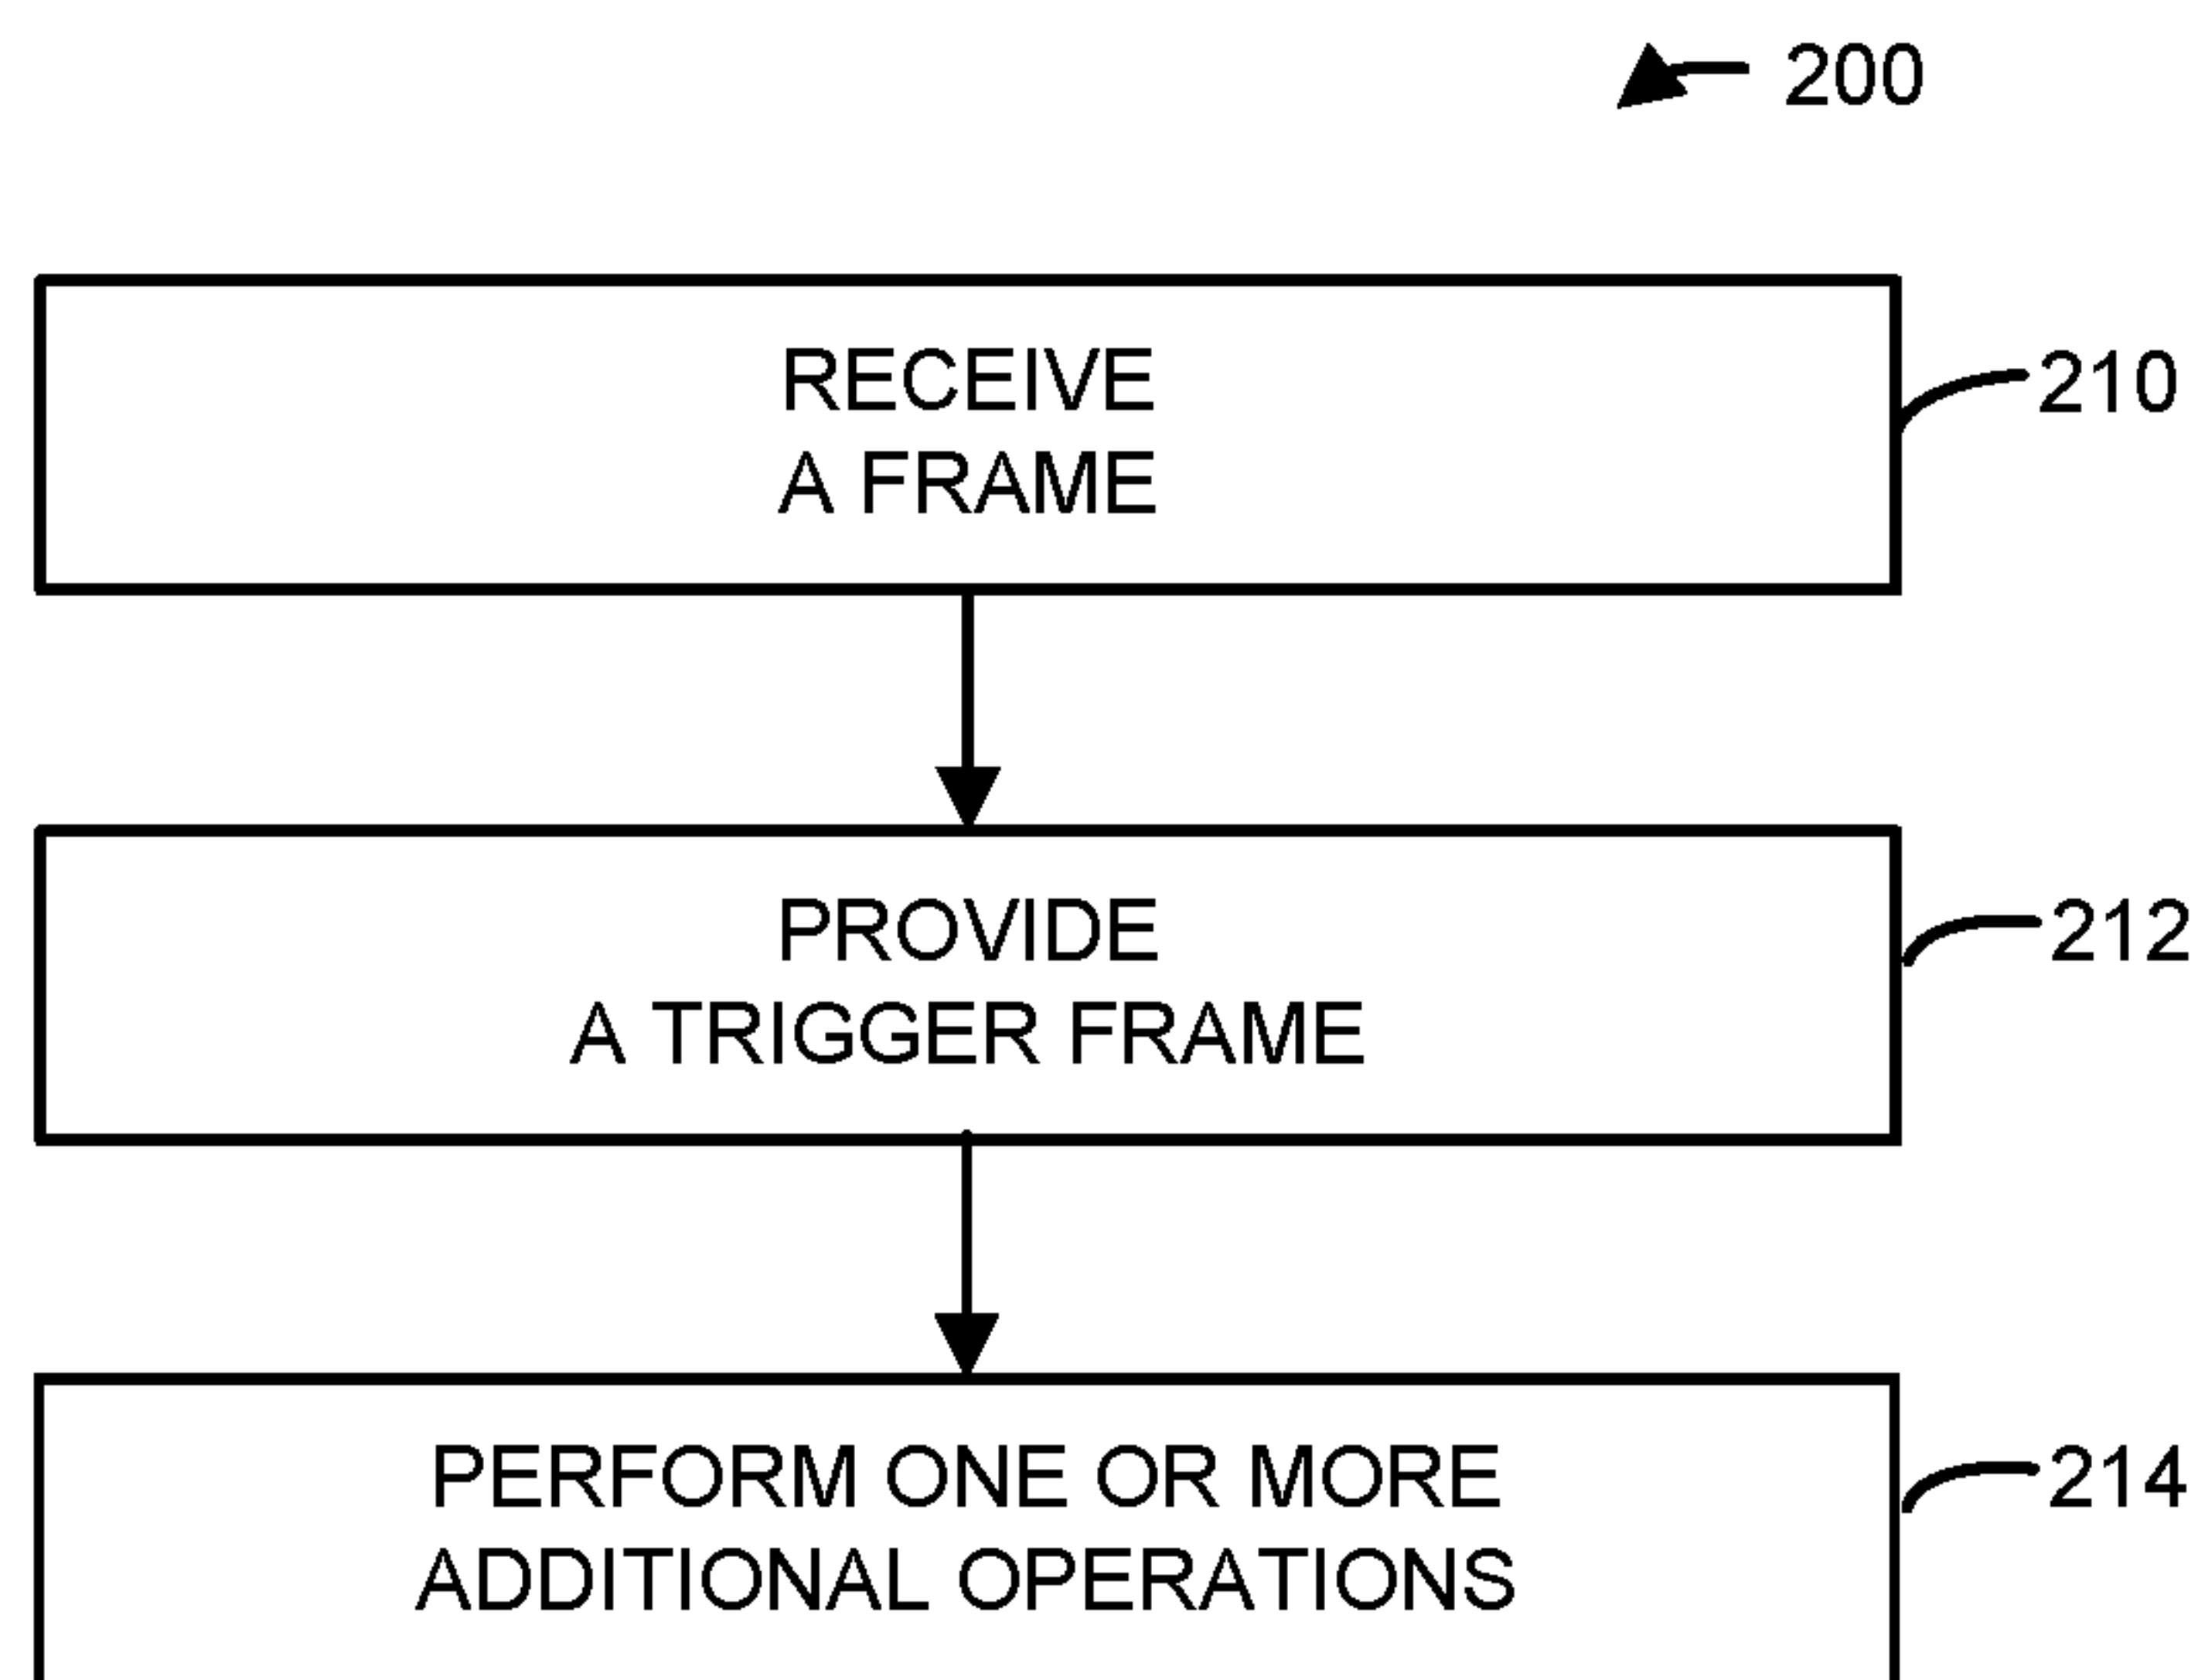 200
RECEIVE
A FRAME
210
PROVIDE
A TRIGGER FRAME
212
PERFORM ONE OR MORE
ADDITIONAL OPERATIONS
214